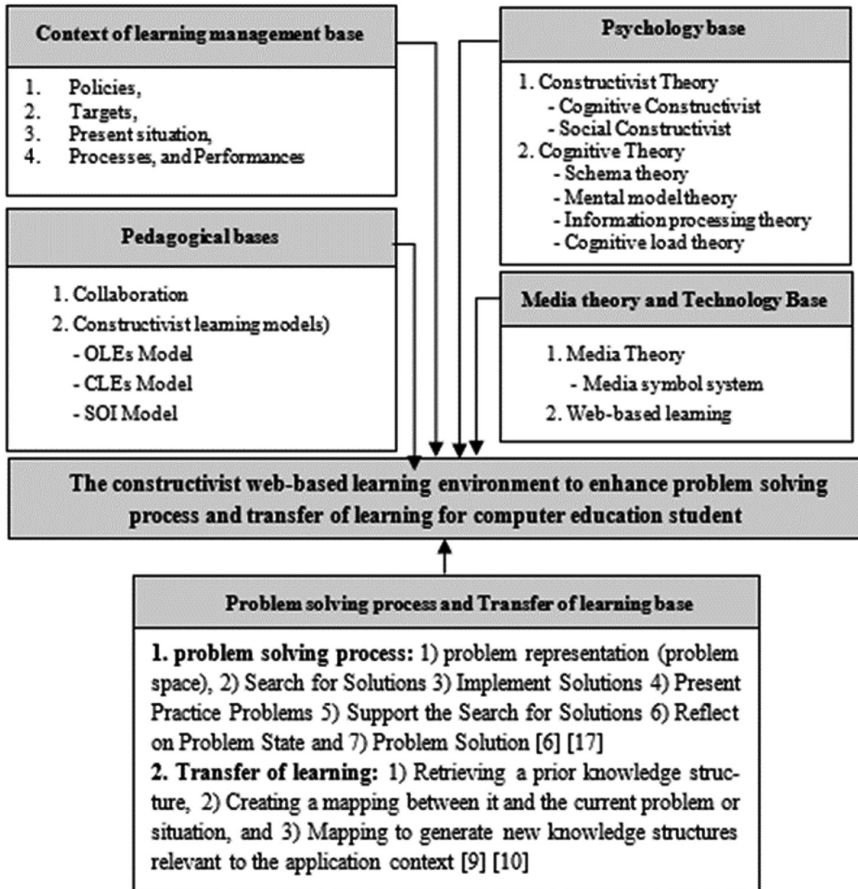 Context of learning management base
1. Policies,
2. Targets,
3. Present situation,
4. Processes, and Performances
Pedagogical bases
1. Collaboration
2. Constructivist learning models)
- OLEs Model
- CLEs Model
- SOI Model
Psychology base
1. Constructivist Theory
- Cognitive Constructivist
- Social Constructivist
2. Cognitive Theory
- Schema theory
- Mental model theory
- Information processing theory
- Cognitive load theory
Media theory and Technology Base
1. Media Theory
- Media symbol system
2. Web-based learning
The constructivist web-based learning environment to enhance problem solving
process and transfer of learning for computer education student
Problem solving process and Transfer of learning base
1. problem solving process: 1) problem representation (problem
space), 2) Search for Solutions 3) Implement Solutions 4) Present
Practice Problems 5) Support the Search for Solutions 6) Reflect
on Problem State and 7) Problem Solution [6] [17]
2. Transfer of learning: 1) Retrieving a prior knowledge struc-
ture, 2) Creating a mapping between it and the current problem or
situation, and 3) Mapping to generate new knowledge structures
relevant to the application context [9] [10]